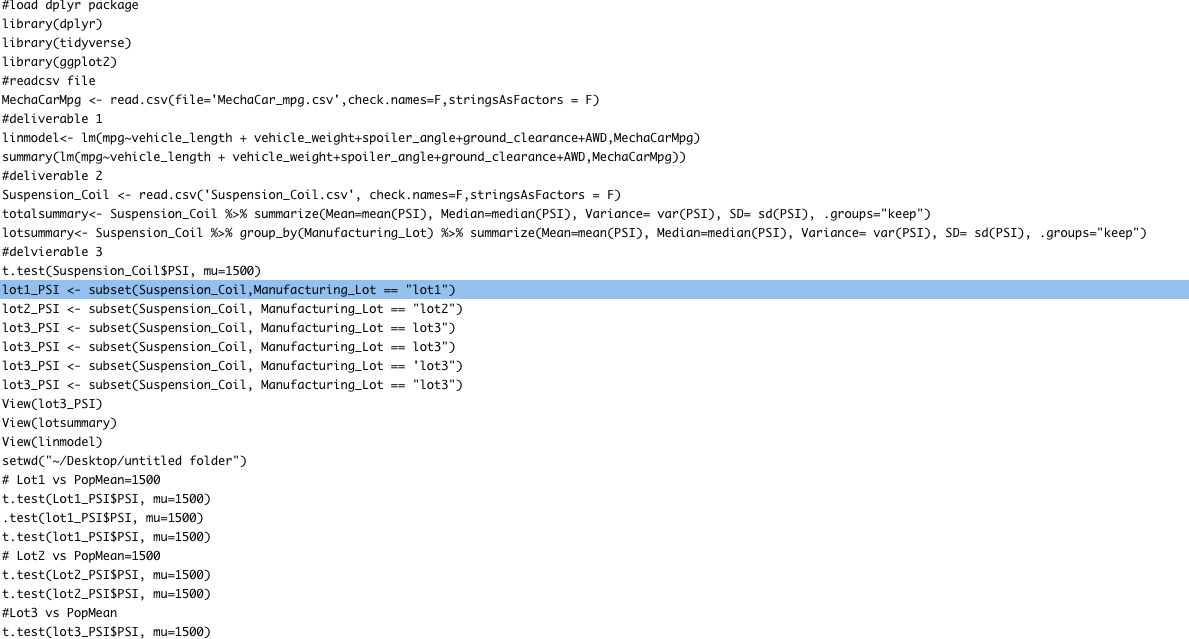 #load dplyr package
library(dplyr)
library(tidyverse)
library(ggplot2)
#readcsv file
MechaCarMpg <- read.csv(file='MechaCar_mpg.csv',check.names=F,stringsAsFactors = F)
#deliverable 1
linmodel<- lm(mpg~vehicle_length + vehicle_weight+spoiler_angle+ground_clearance+AWD,MechaCarMpg)
summary(lm(mpg~vehicle_length + vehicle_weight+spoiler_angle+ground_clearance+AWD,MechaCarMpg))
#deliverable 2
Suspension_Coil <- read.csv('Suspension_Coil.csv', check.names=F,stringsAsFactors = F)
totalsummary<- Suspension_Coil %>% summarize(Mean=mean(PSI), Median=median(PSI), Variance= var(PSI), SD= sd(PSI), .groups="keep")
lotsummary<- Suspension_Coil %>% group_by(Manufacturing_Lot) %>% summarize(Mean=mean(PSI), Median=median(PSI), Variance= var(PSI), SD= sd(PSI), .groups="keep")
#delvierable 3
t.test(Suspension_Coil$PSI, mu=1500)
lot1_PSI <- subset(Suspension_Coil,Manufacturing_Lot == "lot1")
lot2_PSI <- subset(Suspension_Coil, Manufacturing_Lot == "lot2")
lot3_PSI <- subset(Suspension_Coil, Manufacturing_Lot == lot3")
lot3_PSI <- subset(Suspension_Coil, Manufacturing_Lot == lot3")
lot3_PSI <- subset(Suspension_Coil, Manufacturing_Lot == 'lot3")
lot3_PSI <- subset(Suspension_Coil, Manufacturing_Lot == "lot3")
View(lot3_PSI)
View(lotsummary)
View(linmodel)
setwd("~/Desktop/untitled folder")
# Lot1 vs PopMean=1500
t.test(Lot1_PSI$PSI, mu=1500)
.test(lot1_PSI$PSI, mu=1500)
t.test(lot1_PSI$PSI, mu=1500)
# Lot2 vs PopMean=1500
t.test(Lot2_PSI$PSI, mu=1500)
t.test(lot2_PSI$PSI, mu=1500)
#Lot3 vs PopMean
t.test(lot3_PSI$PSI, mu=1500)